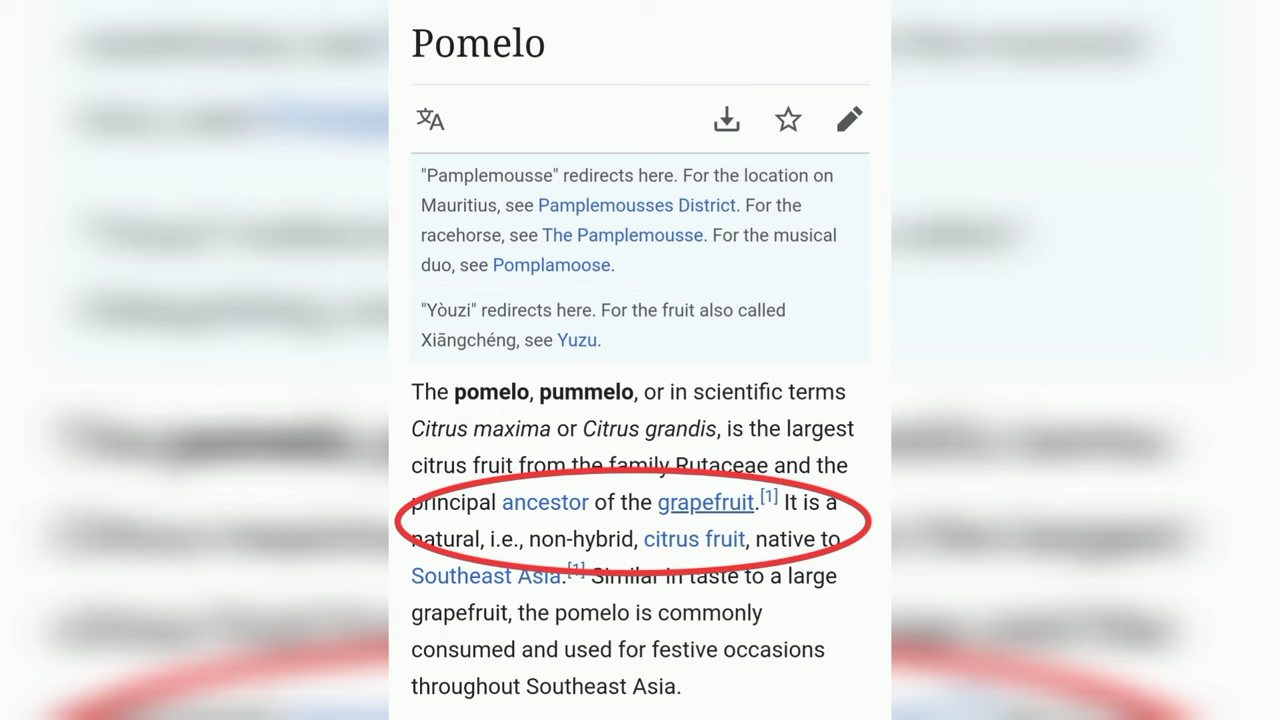 Pomelo
"Pamplemousse" redirects here. For the location on
Mauritius, see Pamplemousses District. For the
racehorse, see The Pamplemousse. For the musical
duo, see Pomplamoose.
"Yòuzi" redirects here. For the fruit also called
Xiāngchéng, see Yuzu.
The pomelo, pummelo, or in scientific terms
Citrus maxima or Citrus grandis, is the largest
citrus fruit from the family Rutaceae and the
principal ancestor of the grapefruit.[1] It is a
natural, i.e., non-hybrid, citrus fruit, native to
Southeast Asia.[1] Similar in taste to a large
grapefruit, the pomelo is commonly
consumed and used for festive occasions
throughout Southeast Asia.